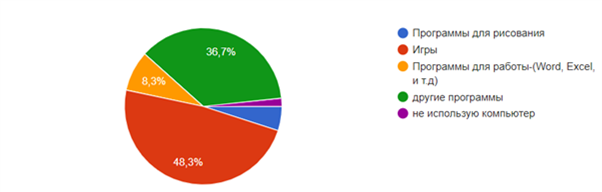 36,7%
8,3%
48,3%
Программы для рисования
Игры
Программы для работы-(Word, Excel,
и т.д)
другие программы
не использую компьютер